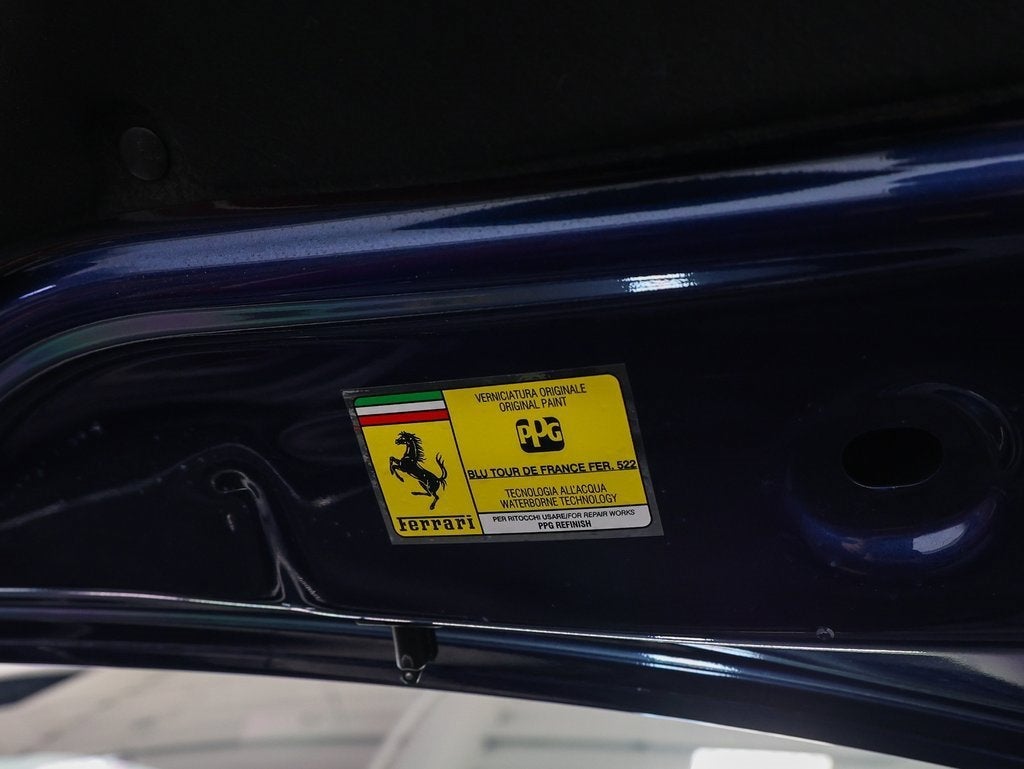 VERNICIATURA ORIGINALE
ORIGINAL PAINT
PPG
BLU TOUR DE FRANCE FER. 522
TECNOLOGIA ALL'ACQUA
WATERBORNE TECHNOLOGY
Ferrari
PER RITOCCHI USARE/FOR REPAIR WORKS
PPG REFINISH